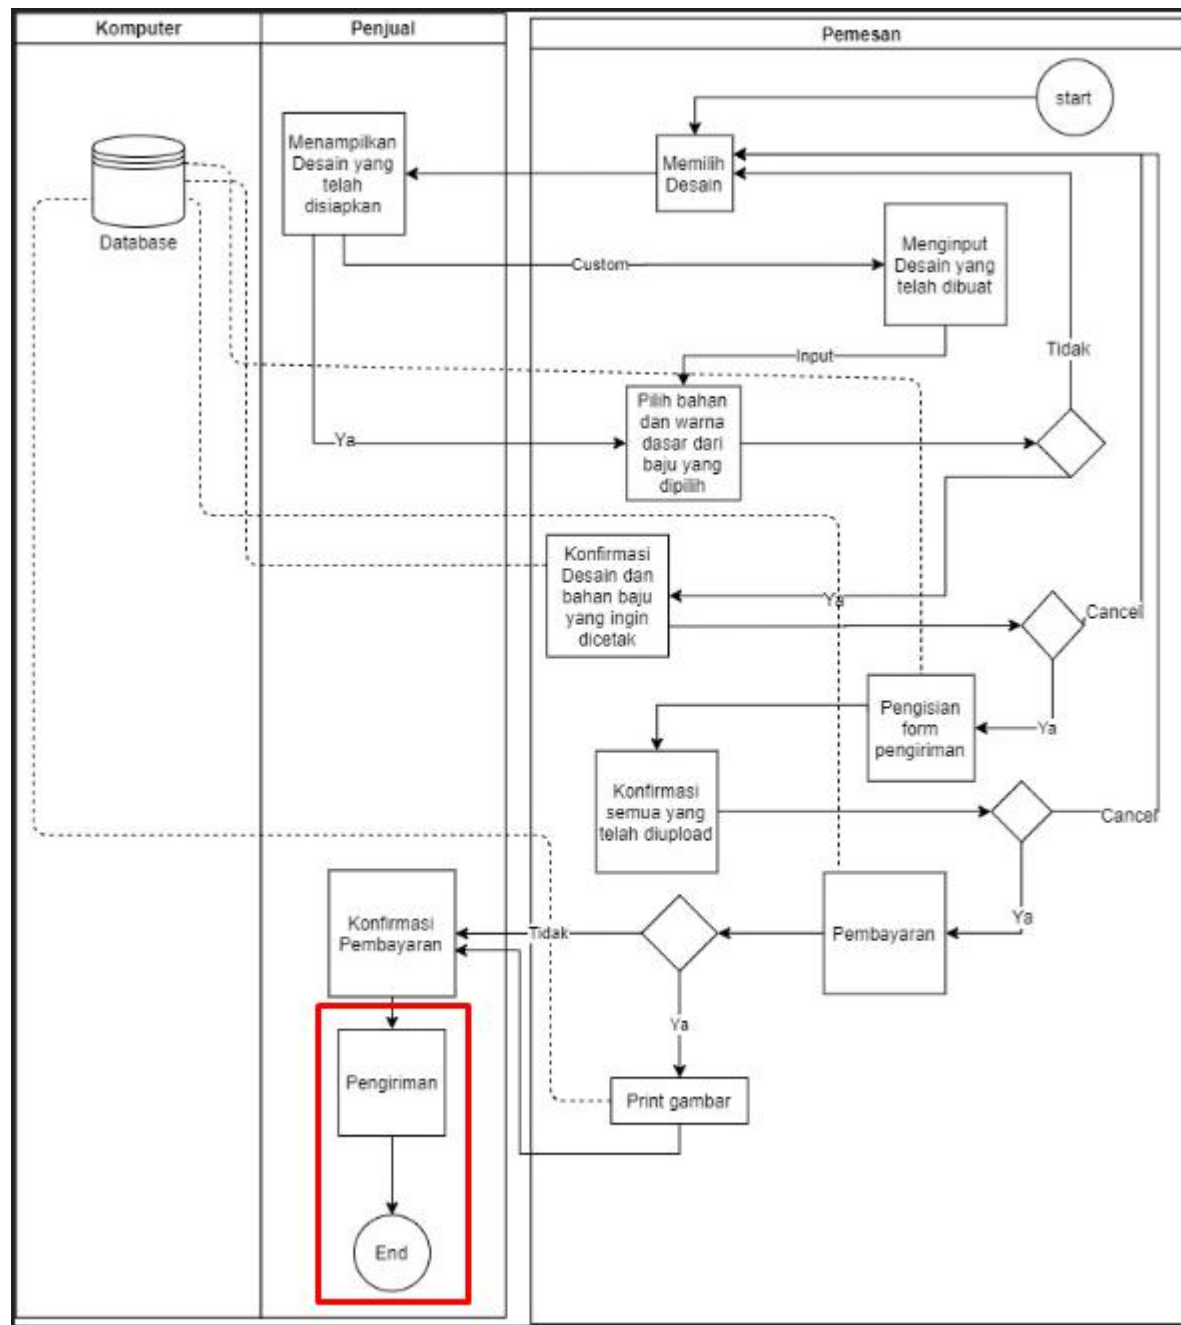 Komputer
Penjual
Pemesan
start
Menampilkan
Desain yang
telah
disiapkan
Memilih
Desain
Database
Menginput
Desain yang
telah dibuat
Custom
Tidak
Input
Pilih bahan
dan warna
dasar dari
baju yang
dipilih
Ya
Konfirmasi
Desain dan
bahan baju
yang ingin
dicetak
Ya
Cancel
Pengisian
form
pengiriman
Ya
Konfirmasi
semua yang
telah diupload
Cancel
Ya
Konfirmasi
Pembayaran
Tidak
Pembayaran
Ya
Pengiriman
Print gambar
End